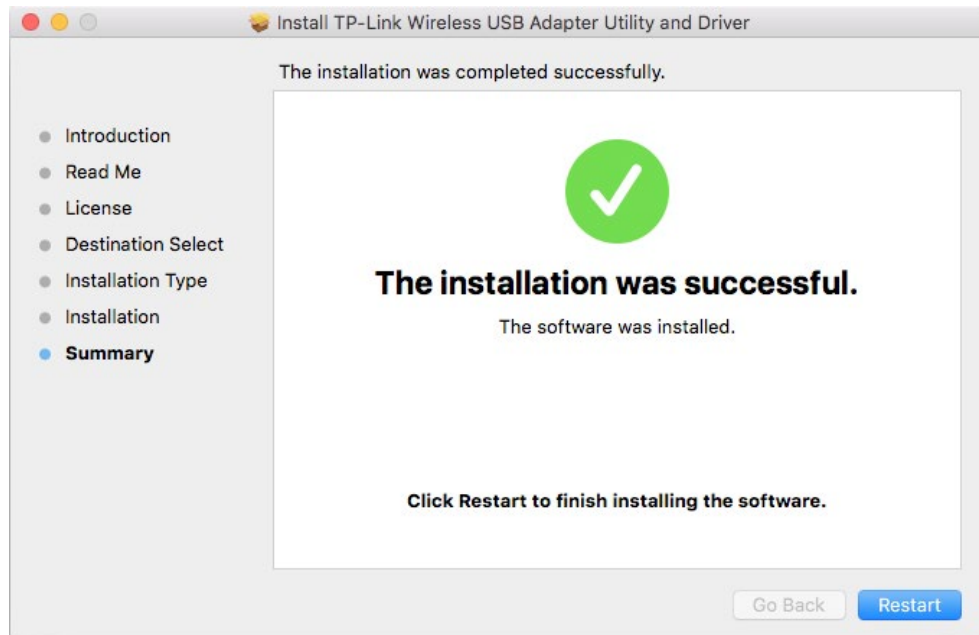 Install TP-Link Wireless USB Adapter Utility and Driver
The installation was completed successfully.
Introduction
Read Me
License
Destination Select
Installation Type
Installation
Summary
The installation was successful.
The software was installed.
Click Restart to finish installing the software.
Go Back
Restart